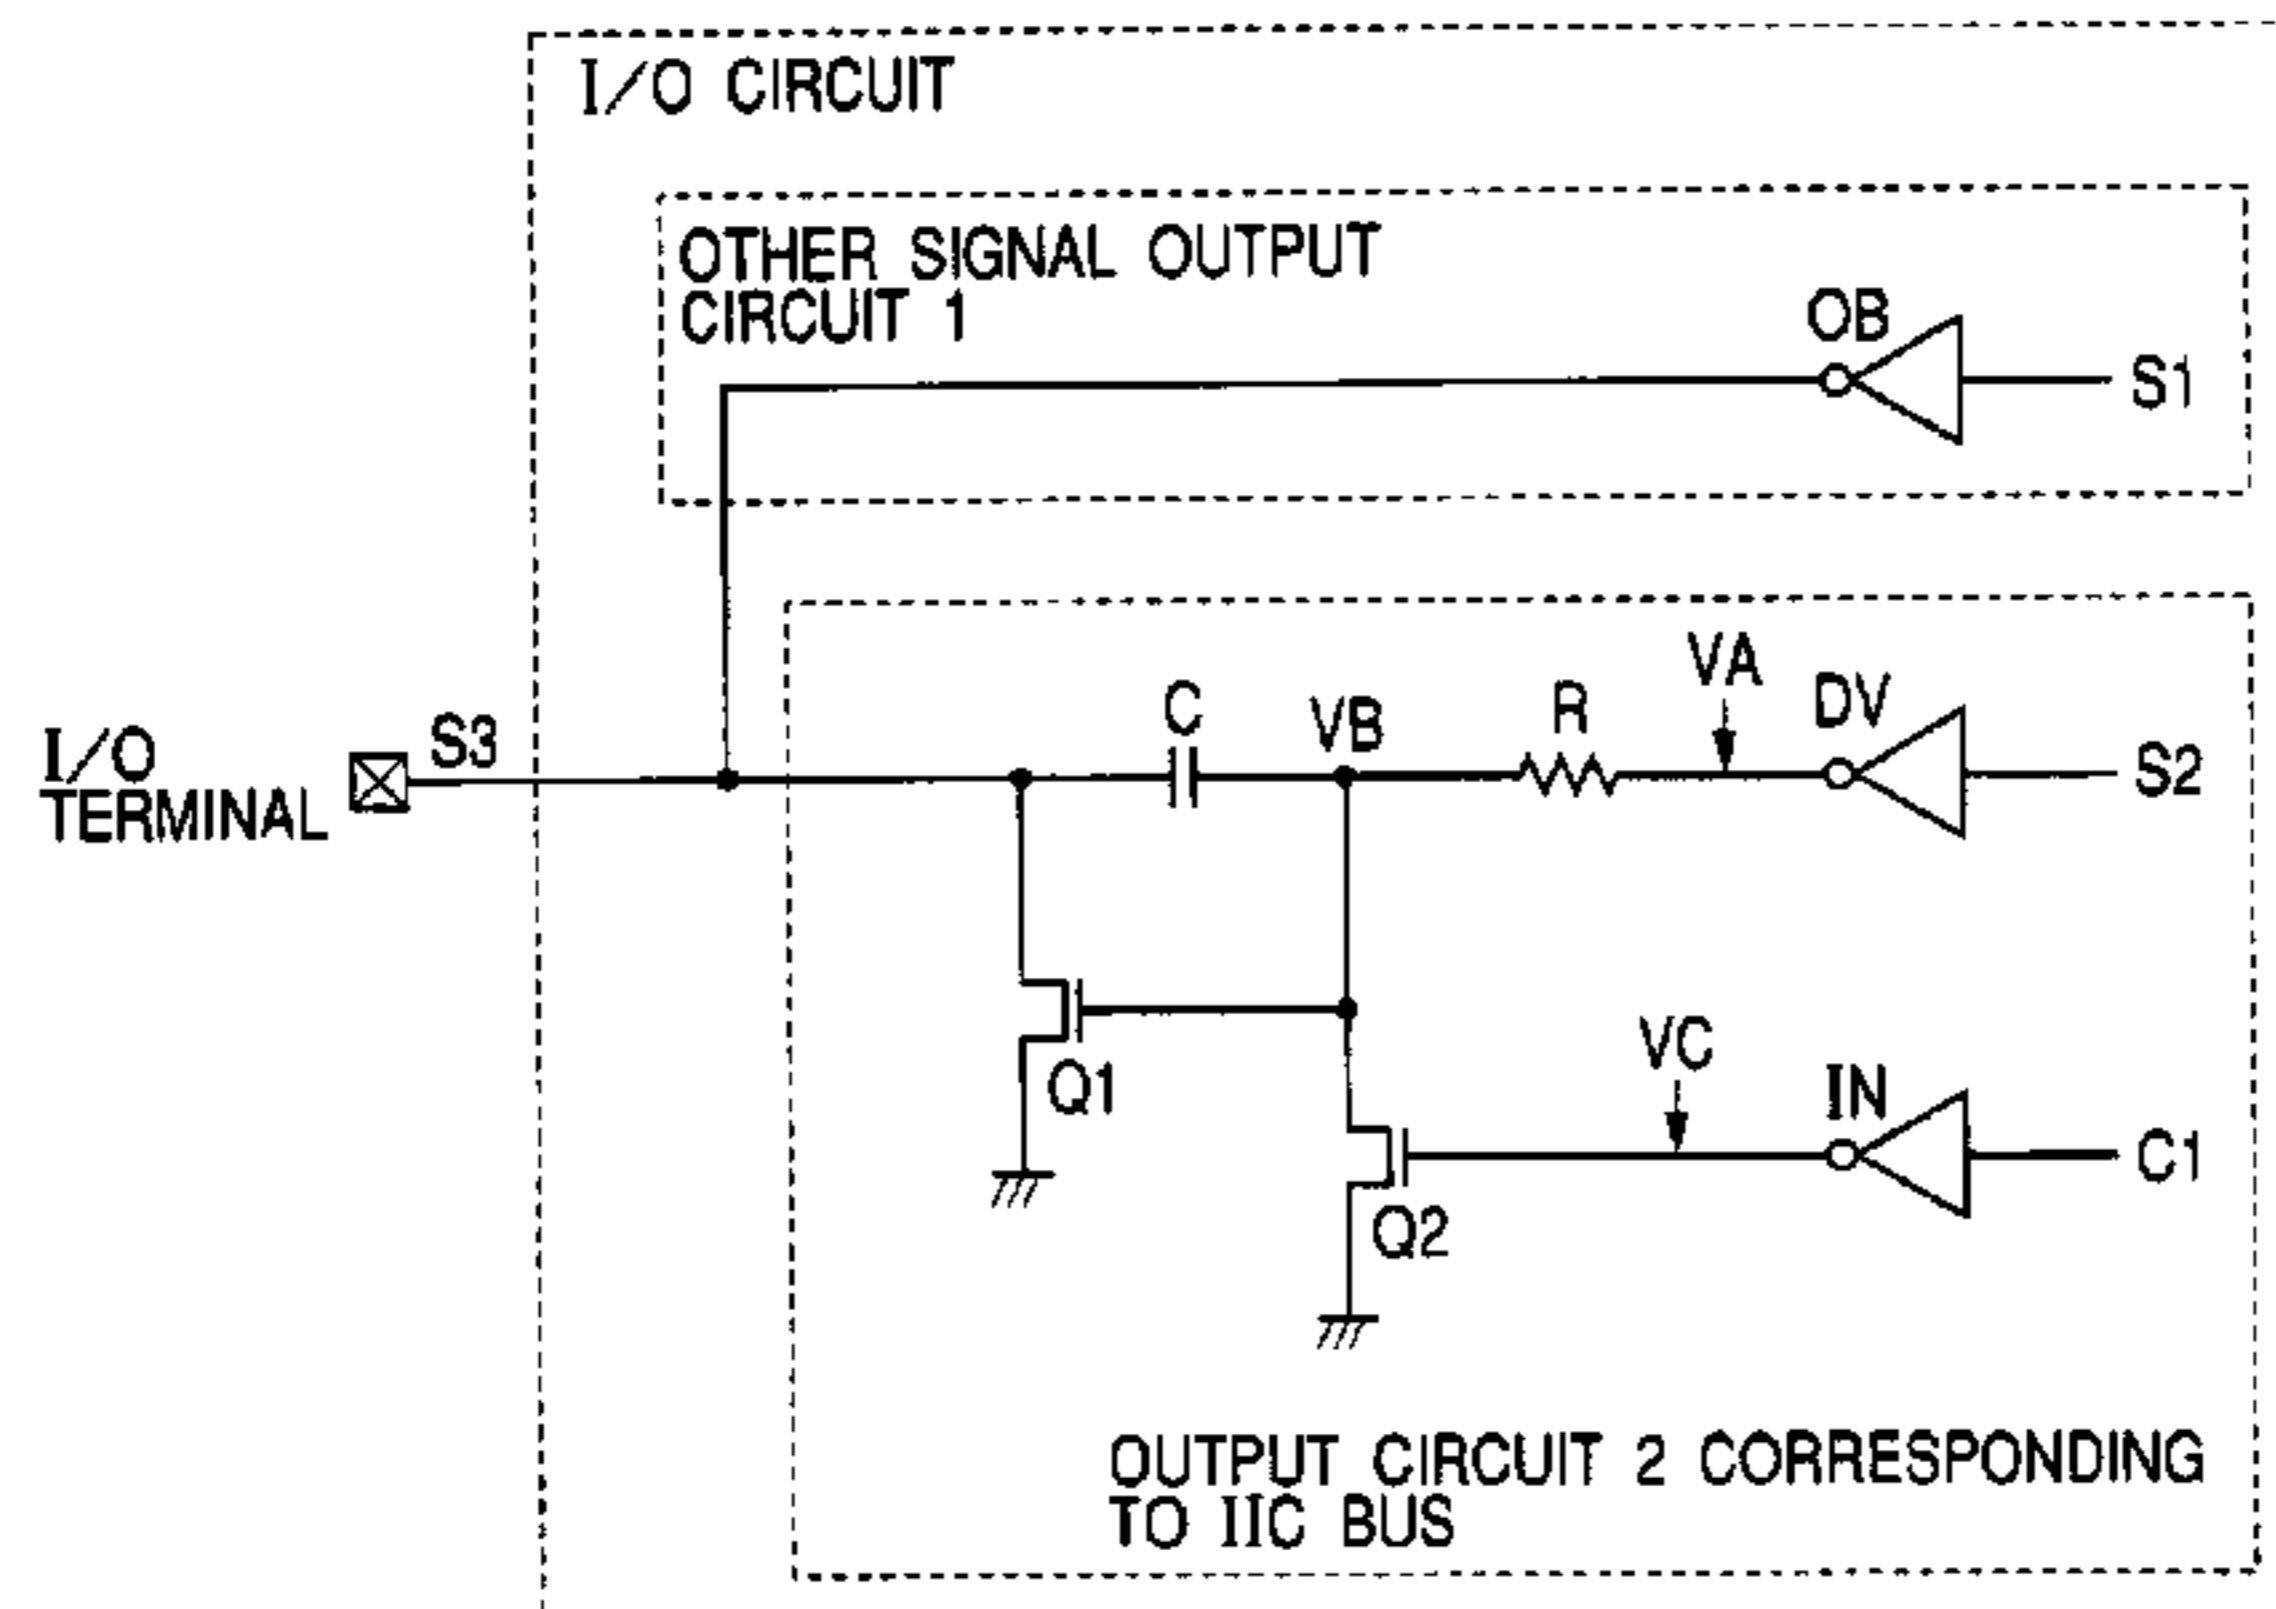 I/O CIRCUIT
OTHER SIGNAL OUTPUT
CIRCUIT 1
OB
S1
I/O
TERMINAL
S3
C
VB
R
VA
DV
S2
Q1
VC
IN
C1
Q2
OUTPUT CIRCUIT 2 CORRESPONDING
TO IIC BUS